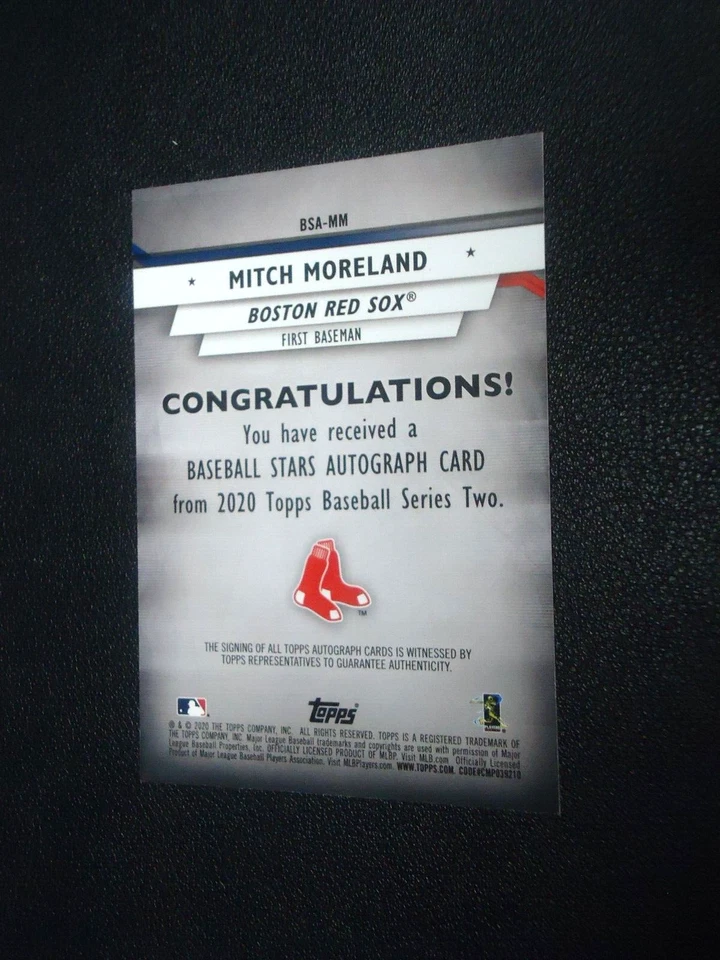 BSA-MM
MITCH MORELAND
BOSTON RED SOX®
FIRST BASEMAN
CONGRATULATIONS!
You have received a
BASEBALL STARS AUTOGRAPH CARD
from 2020 Topps Baseball Series Two.
TM
THE SIGNING OF ALL TOPPS AUTOGRAPH CARDS IS WITNESSED BY
TOPPS REPRESENTATIVES TO GUARANTEE AUTHENTICITY.
topps
® & © 2020 THE TOPPS COMPANY, INC. ALL RIGHTS RESERVED. TOPPS IS A REGISTERED TRADEMARK OF
THE TOPPS COMPANY, INC. Major League Baseball trademarks and copyrights are used with permission of Major
League Baseball Properties, Inc. OFFICIALLY LICENSED PRODUCT OF MLBP. Visit MLB.com Officially Licensed
Product of Major League Baseball Players Association. Visit MLBPlayers.com. WWW.TOPPS.COM. CODE#CMP039210